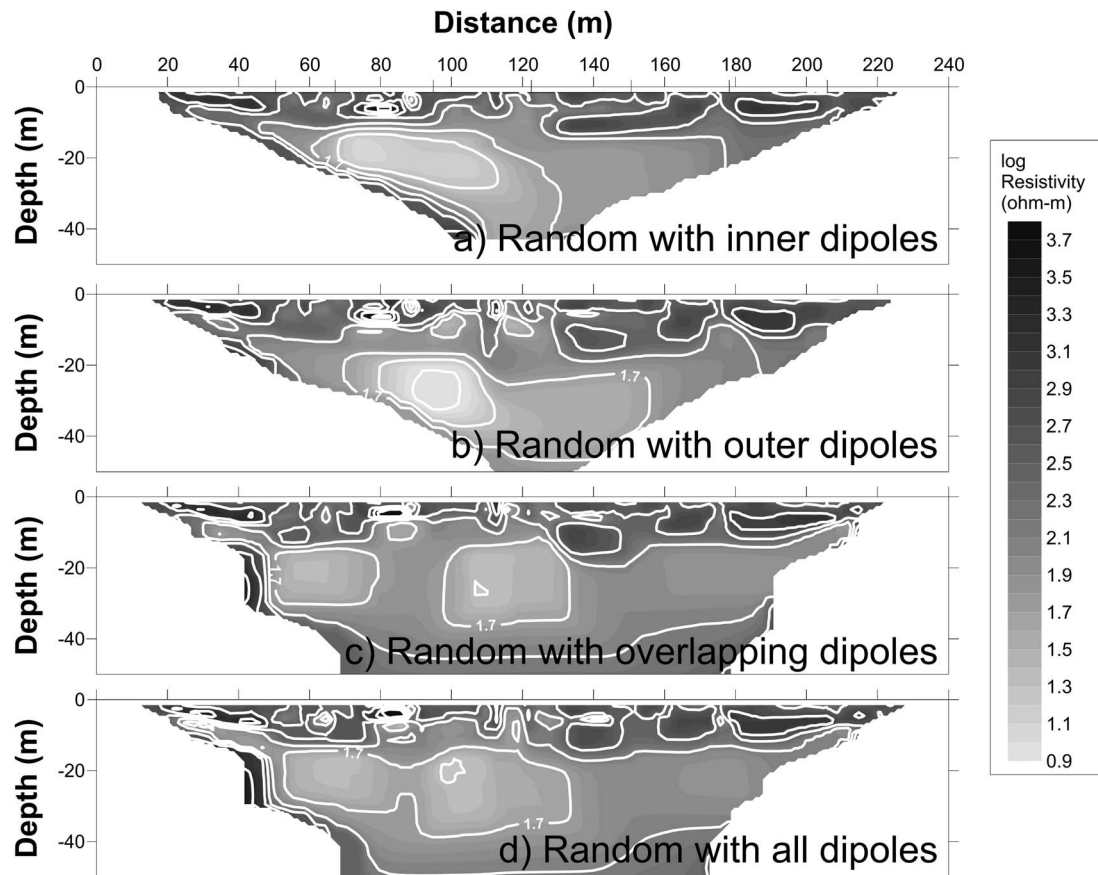 Distance (m)
0 20 40 60 80 100 120 140 160 180 200 220 240
Depth (m)
0
-20
-40
1.7
a) Random with inner dipoles
Depth (m)
0
-20
-40
1.7
1.7
b) Random with outer dipoles
Depth (m)
0
-20
-40
1.7
1.7
c) Random with overlapping dipoles
Depth (m)
0
-20
-40
1.7
1.7
d) Random with all dipoles
log
Resistivity
(ohm-m)
3.7
3.5
3.3
3.1
2.9
2.7
2.5
2.3
2.1
1.9
1.7
1.5
1.3
1.1
0.9